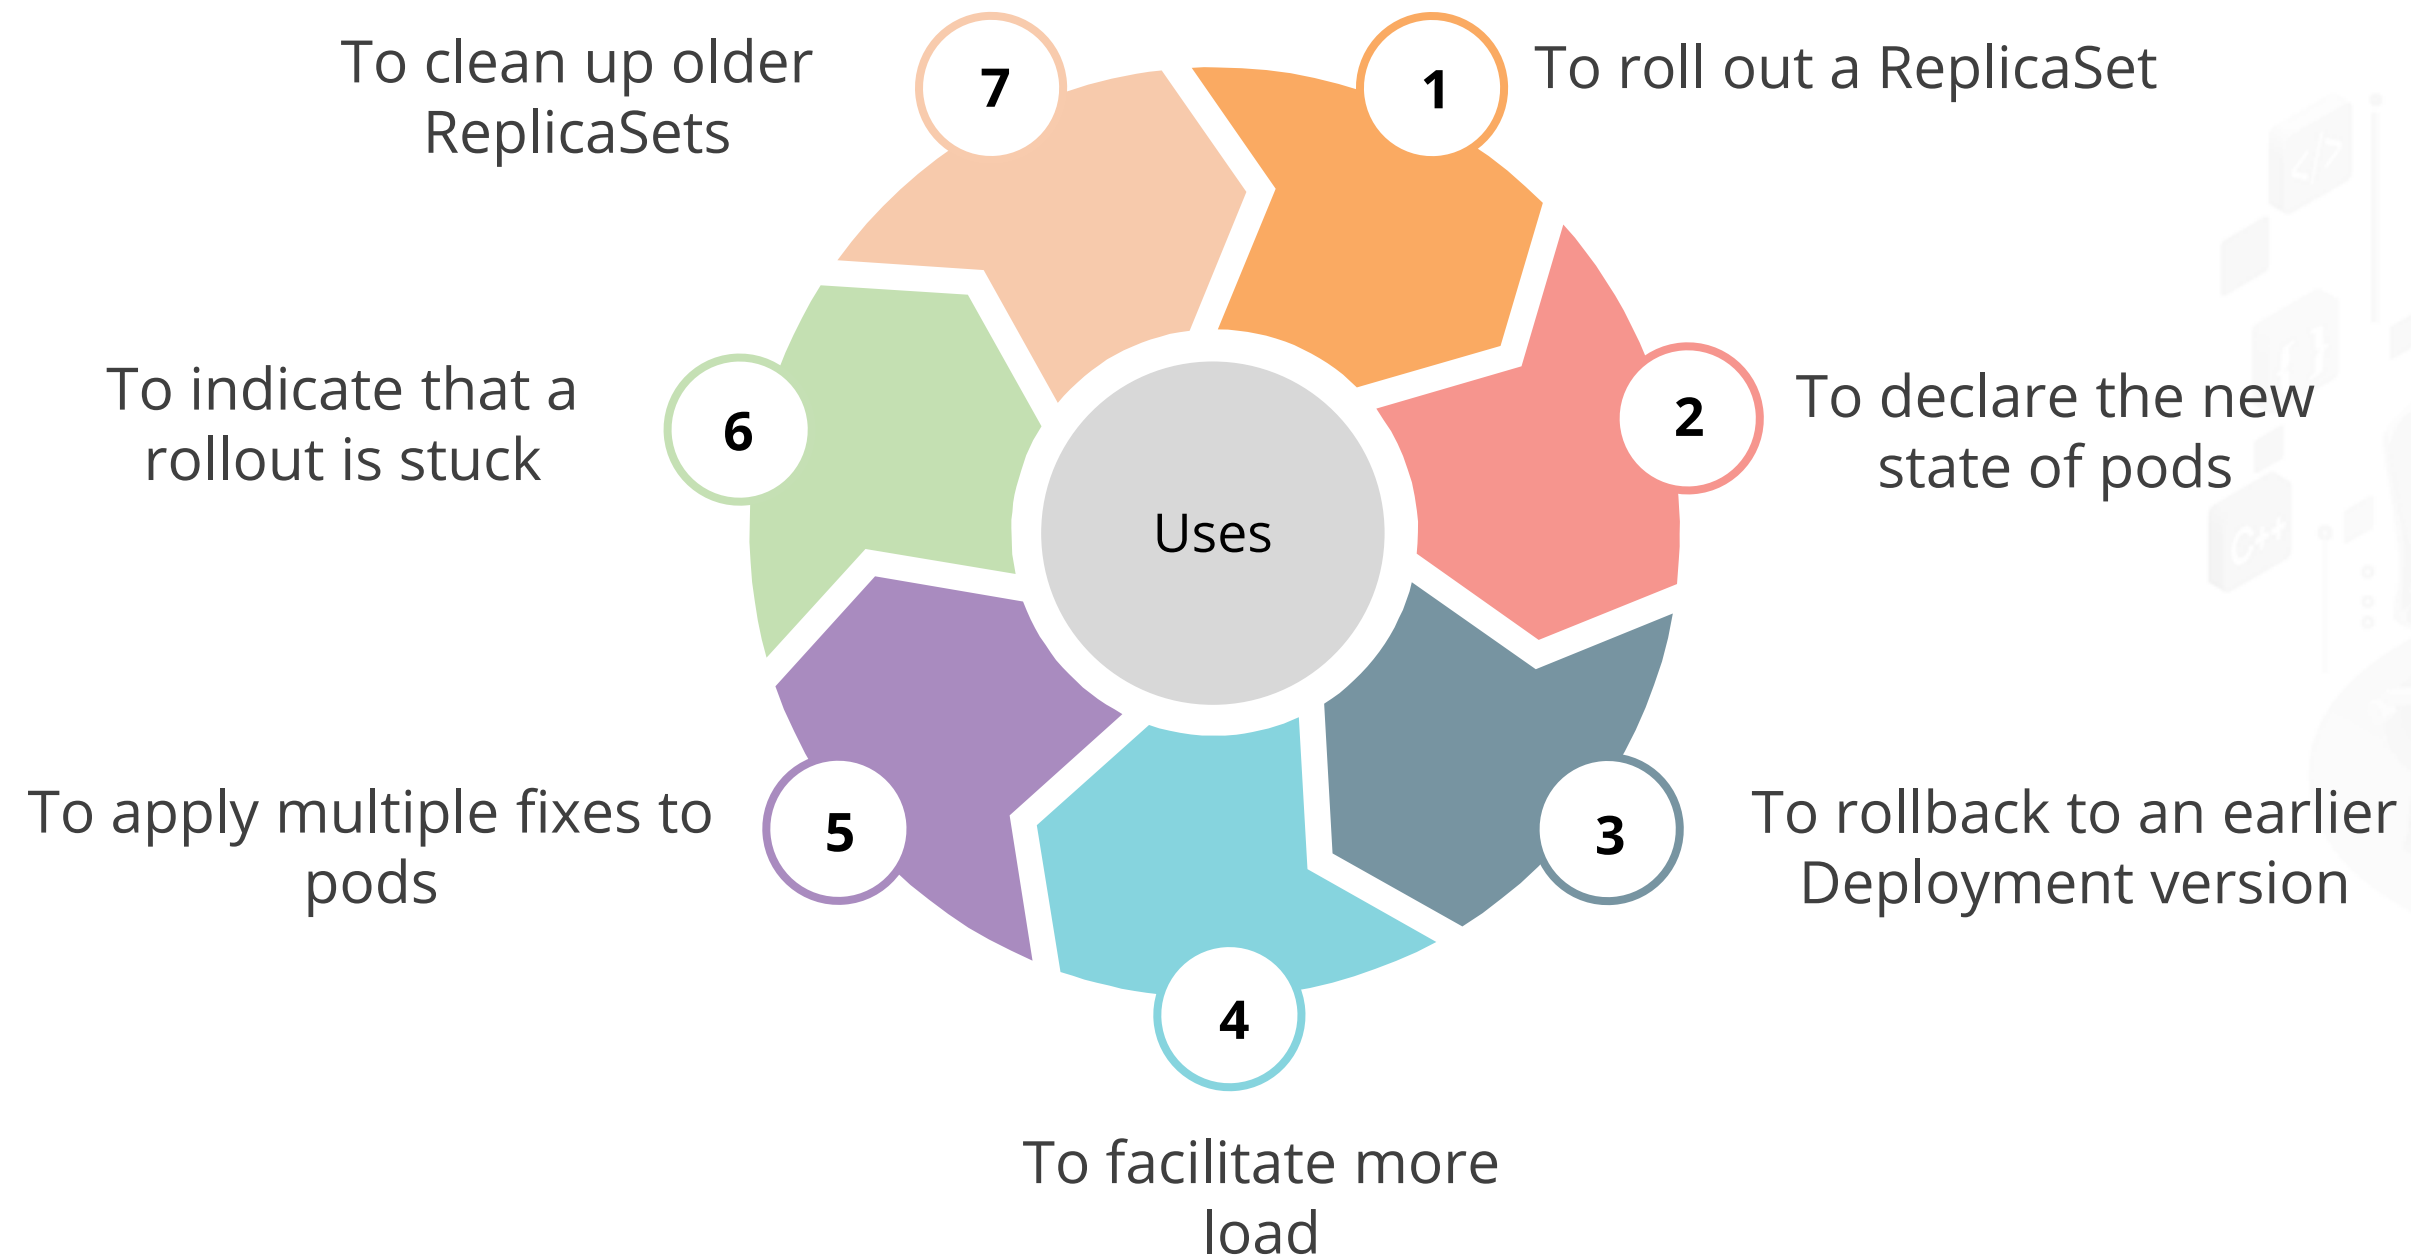 Uses
1
To roll out a ReplicaSet
2
To declare the new
state of pods
3
To rollback to an earlier
Deployment version
4
To facilitate more
load
5
To apply multiple fixes to
pods
6
To indicate that a
rollout is stuck
7
To clean up older
ReplicaSets
</>
{ }
C++